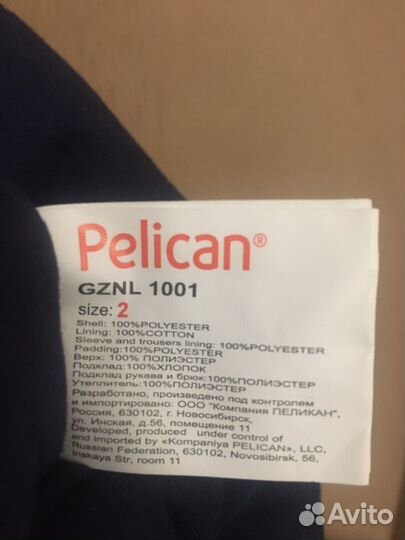 Pelican®
GZNL 1001
size: 2
Shell: 100%POLYESTER
Lining: 100%COTTON
Sleeve and trousers lining: 100%POLYESTER
Padding:100%POLYESTER
Верх: 100% ПОЛИЭСТЕР
Подклад:100%ХЛОПОК
Подклад рукава и брюк:100%ПОЛИЭСТЕР
Утеплитель:100%ПОЛИЭСТЕР
Разработано, произведено под контролем
и импортировано: ООО "Компания ПЕЛИКАН",
Россия, 630102, г. Новосибирск,
ул. Инская, д.56, помещение 11
Developed, produced under control of
and imported by «Kompaniya PELICAN», LLC,
Russian Federation, 630102, Novosibirsk, 56,
Inskaya Str, room 11
Avito